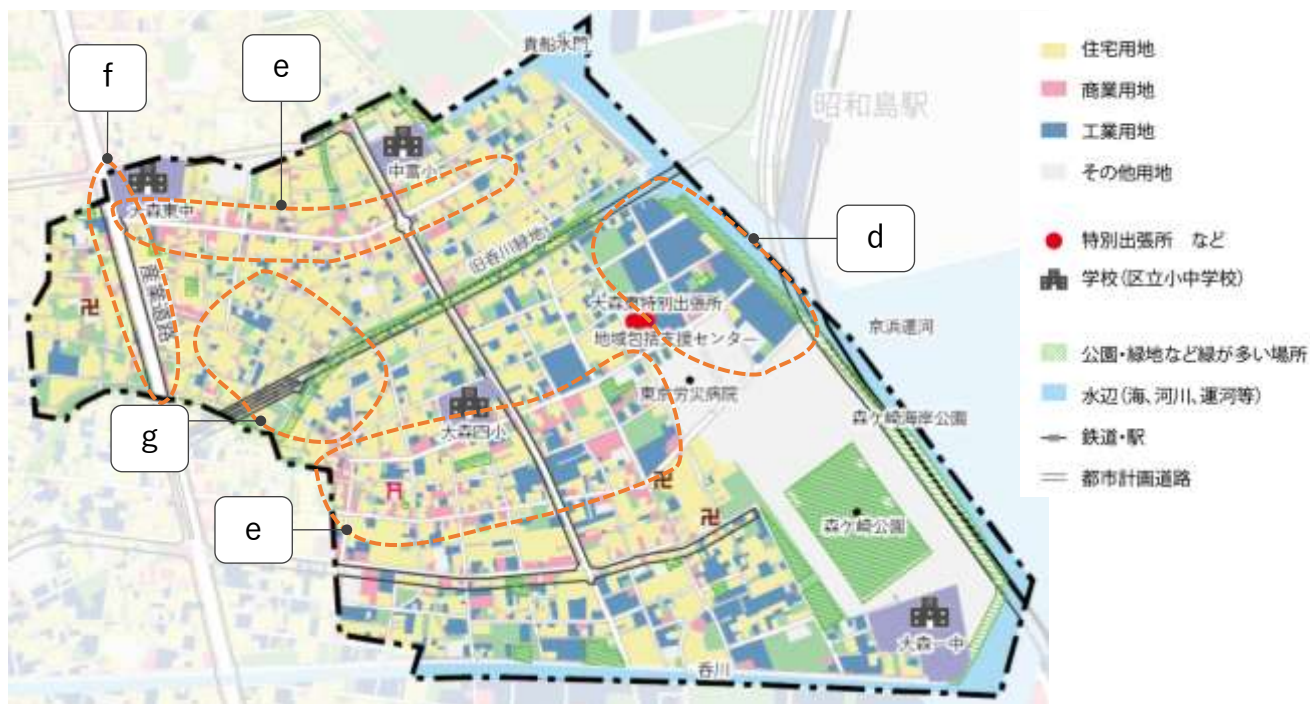 貴船水門
f
e
昭和島駅
中富小
大森東中
d
旧呑川(緑地)
産業道路
大森東特別出張所
地域包括支援センター
京浜運河
東京労災病院
g
大森四小
森ケ崎海岸公園
e
森ケ崎公園
大森一中
呑川
住宅用地
商業用地
工業用地
その他用地
特別出張所 など
学校(区立小中学校)
公園・緑地など緑が多い場所
水辺(海、河川、運河等)
鉄道・駅
都市計画道路